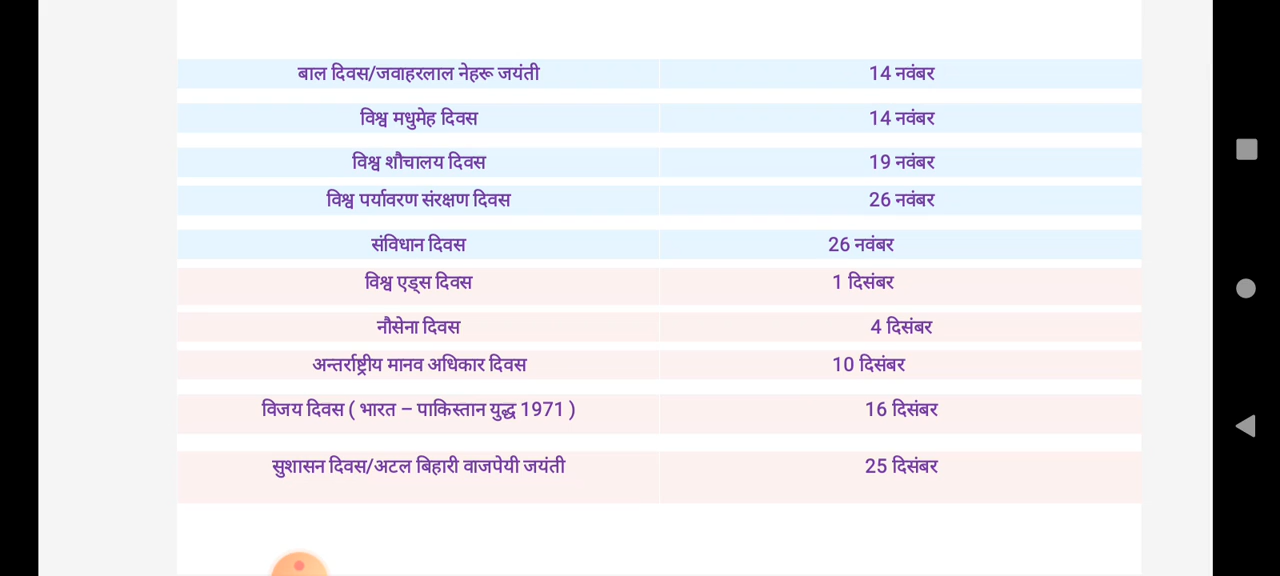 बाल दिवस/जवाहरलाल नेहरू जयंती 14 नवंबर
विश्व मधुमेह दिवस 14 नवंबर
विश्व शौचालय दिवस 19 नवंबर
विश्व पर्यावरण संरक्षण दिवस 26 नवंबर
संविधान दिवस 26 नवंबर
विश्व एड्स दिवस 1 दिसंबर
नौसेना दिवस 4 दिसंबर
अन्तर्राष्ट्रीय मानव अधिकार दिवस 10 दिसंबर
विजय दिवस ( भारत – पाकिस्तान युद्ध 1971 ) 16 दिसंबर
सुशासन दिवस/अटल बिहारी वाजपेयी जयंती 25 दिसंबर